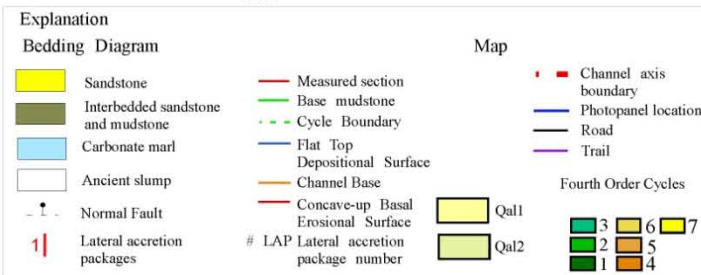 Explanation
Bedding Diagram
Sandstone
Interbedded sandstone
and mudstone
Carbonate marl
Ancient slump
Normal Fault
1
Lateral accretion
packages
Measured section
Base mudstone
Cycle Boundary
Flat Top
Depositional Surface
Channel Base
Concave-up Basal
Erosional Surface
# LAP Lateral accretion
package number
Map
Qal1
Qal2
Channel axis
boundary
Photopanel location
Road
Trail
Fourth Order Cycles
3 6 7
2 5
1 4